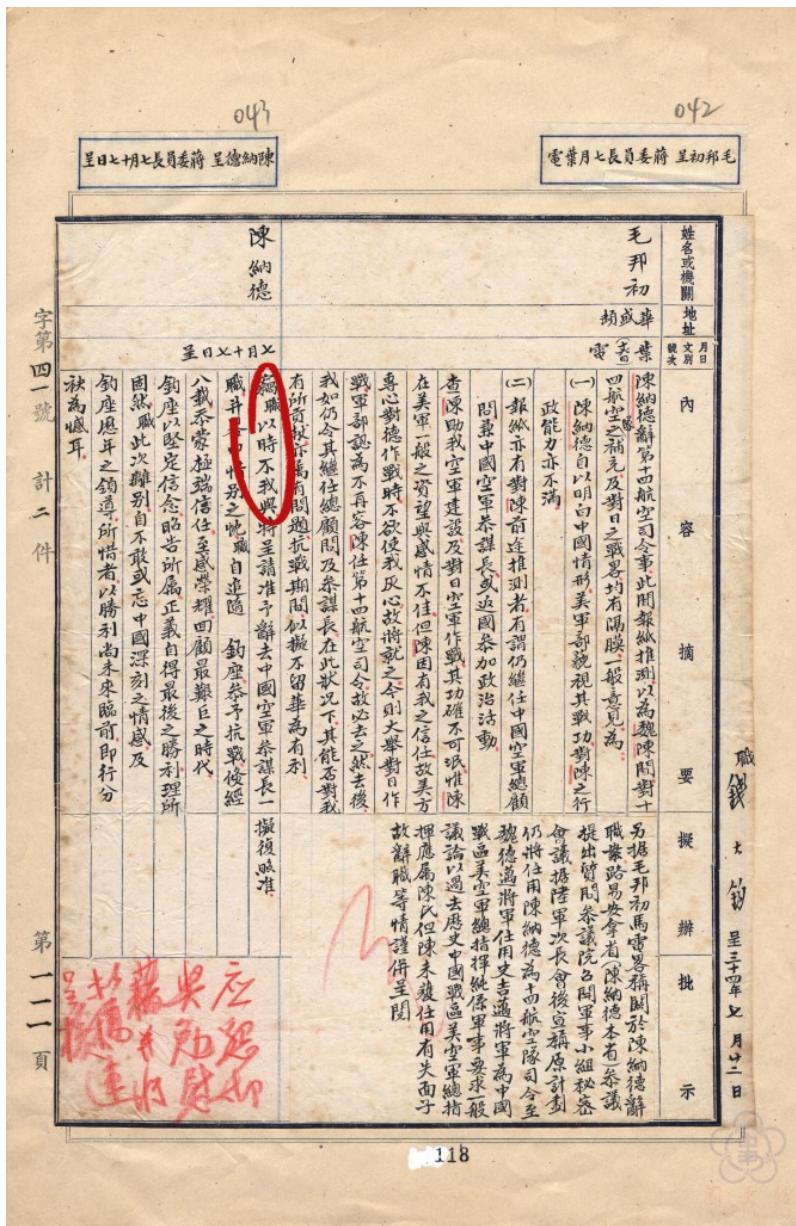 043
042
陳納德呈 蔣委員長七月十七日呈
毛邦初呈 蔣委員長七月葉電
姓名或機關
地址
月日
文別
號次
內容摘要
擬辦
批示
職錢大鈞呈三十四年七月廿二日
毛邦初
華或頓
葉電
陳納德辭第十四航空司令事此間報紙推測以為魏陳間對十
四航空隊之補充及對日之戰畧均有隔膜一般意見為
(一)陳納德自以明白中國情形美軍部藐視其戰功對陳之行
政能力亦不滿
(二)報紙亦有對陳前途推測者有謂仍繼任中國空軍總顧
問兼中國空軍參謀長或返國參加政治活動
查陳助我空軍建設及對日空軍作戰其功確不可泯惟陳
在美軍一般之資望與感情不佳但陳因有我之信任故美方
專心對德作戰時不欲使我灰心故將就之今則大舉對日作
戰軍部認為不再容陳任第十四航空司令故必去之然去後
我如仍令其繼任總顧問及參謀長在此狀況下其能否對我
有所貢獻亦屬有問題抗戰期間似擬不留華為有利
另据毛邦初馬電畧稱關於陳納德辭
職業路易安拿省(陳納德本省)參議
提出質問參議院召開軍事小組秘密
會議据陸軍次長會後宣稱原計劃
仍將任用陳納德為十四航空隊司令至
魏德邁將軍任用史吉邁將軍為中國
戰區美空軍總指揮純係軍事要求一般
議論以過去歷史中國戰區美空軍總指
揮應屬陳氏但陳未獲任用有失面子
故辭職等情謹併呈閱
陳納德
七月十七日呈
職以時不我與將呈請准予辭去中國空軍參謀長一
職并 惜別之忱職自追隨 鈞座參予抗戰倏經
八載忝蒙極端信任至感榮耀回顧最艱巨之時代
鈞座以堅定信念昭告所屬正義自得最後之勝利理所
固然職此次離別自不敢或忘中國深刻之情感及
鈞座歷年之領導所惜者以勝利尚未來臨前即行分
袂為憾耳
擬復照准
應
與勉慰
字第四一號 計二件 第一一一頁
118